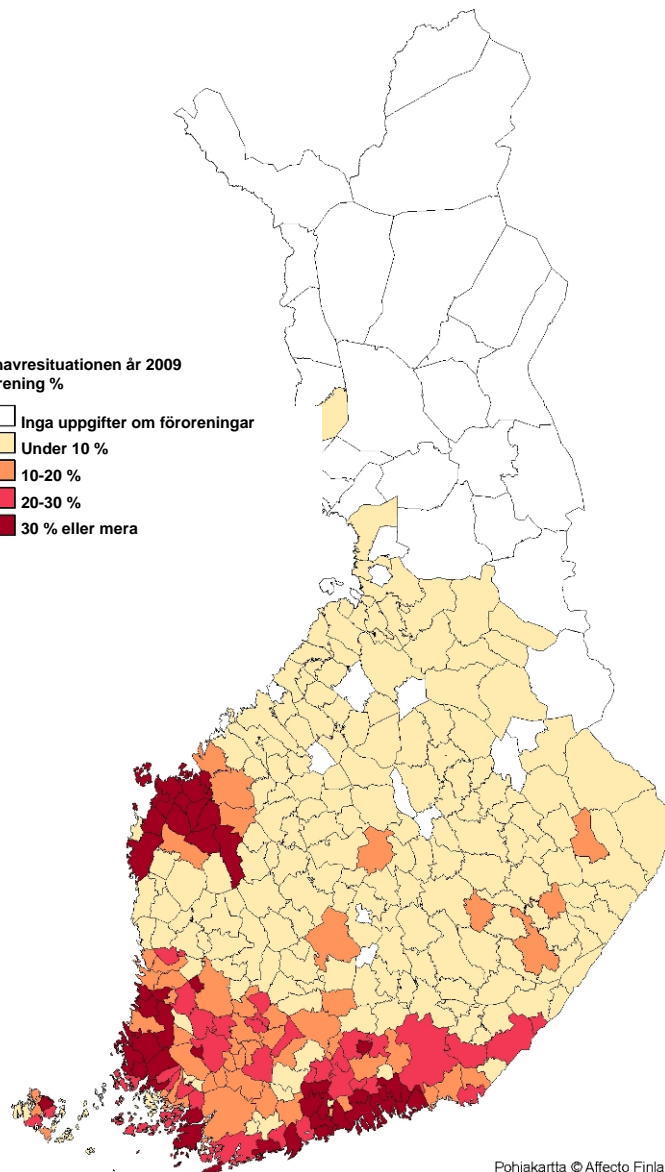 avresituationen år 2009
rening %
Inga uppgifter om föroreningar
Under 10 %
10-20 %
20-30 %
30 % eller mera
Pohjakartta © Affecto Finla